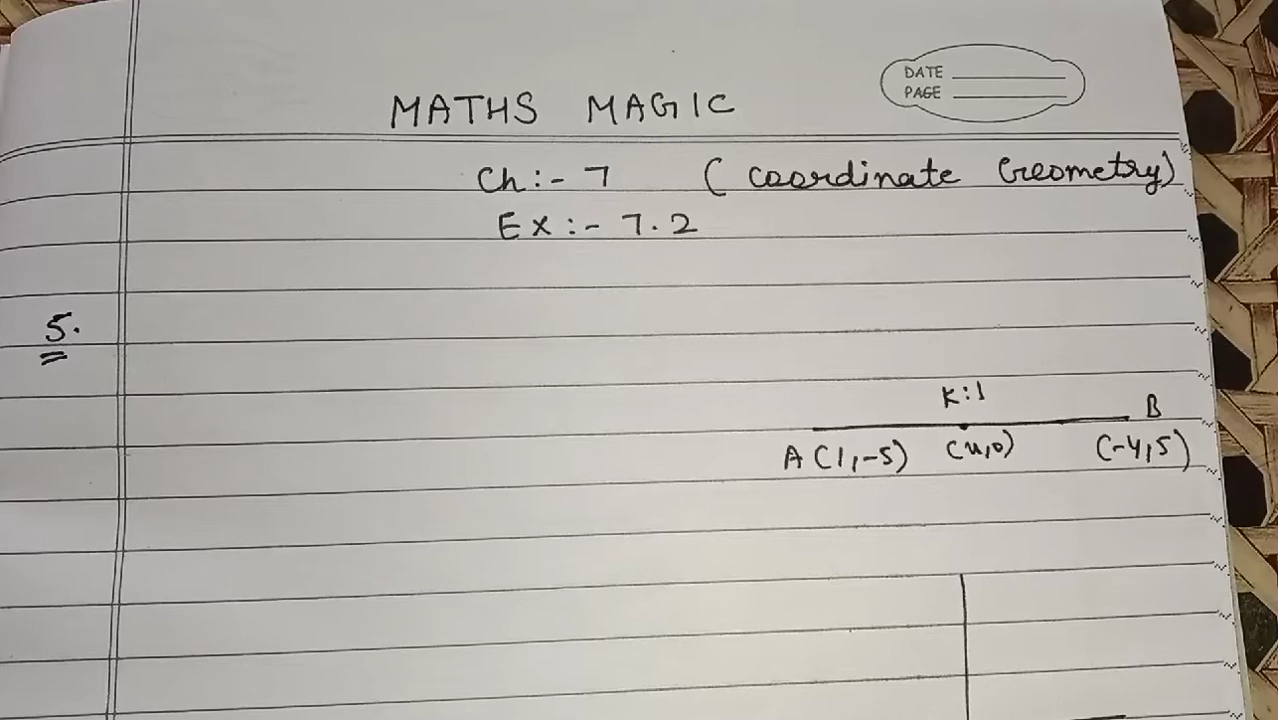 DATE
PAGE
MATHS MAGIC
Ch:- 7 ( Coordinate Geometry)
Ex:- 7.2
5.
K:1
B
A (1,-5) (x,0) (-4,5)